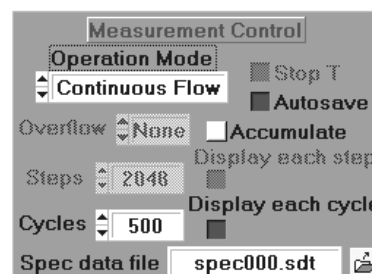 Measurement Control
Operation Mode
Continuous Flow
Stop T
Autosave
Overflow None
Accumulate
Display each step
Steps 2048
Display each cycle
Cycles 500
Spec data file spec000.sdt